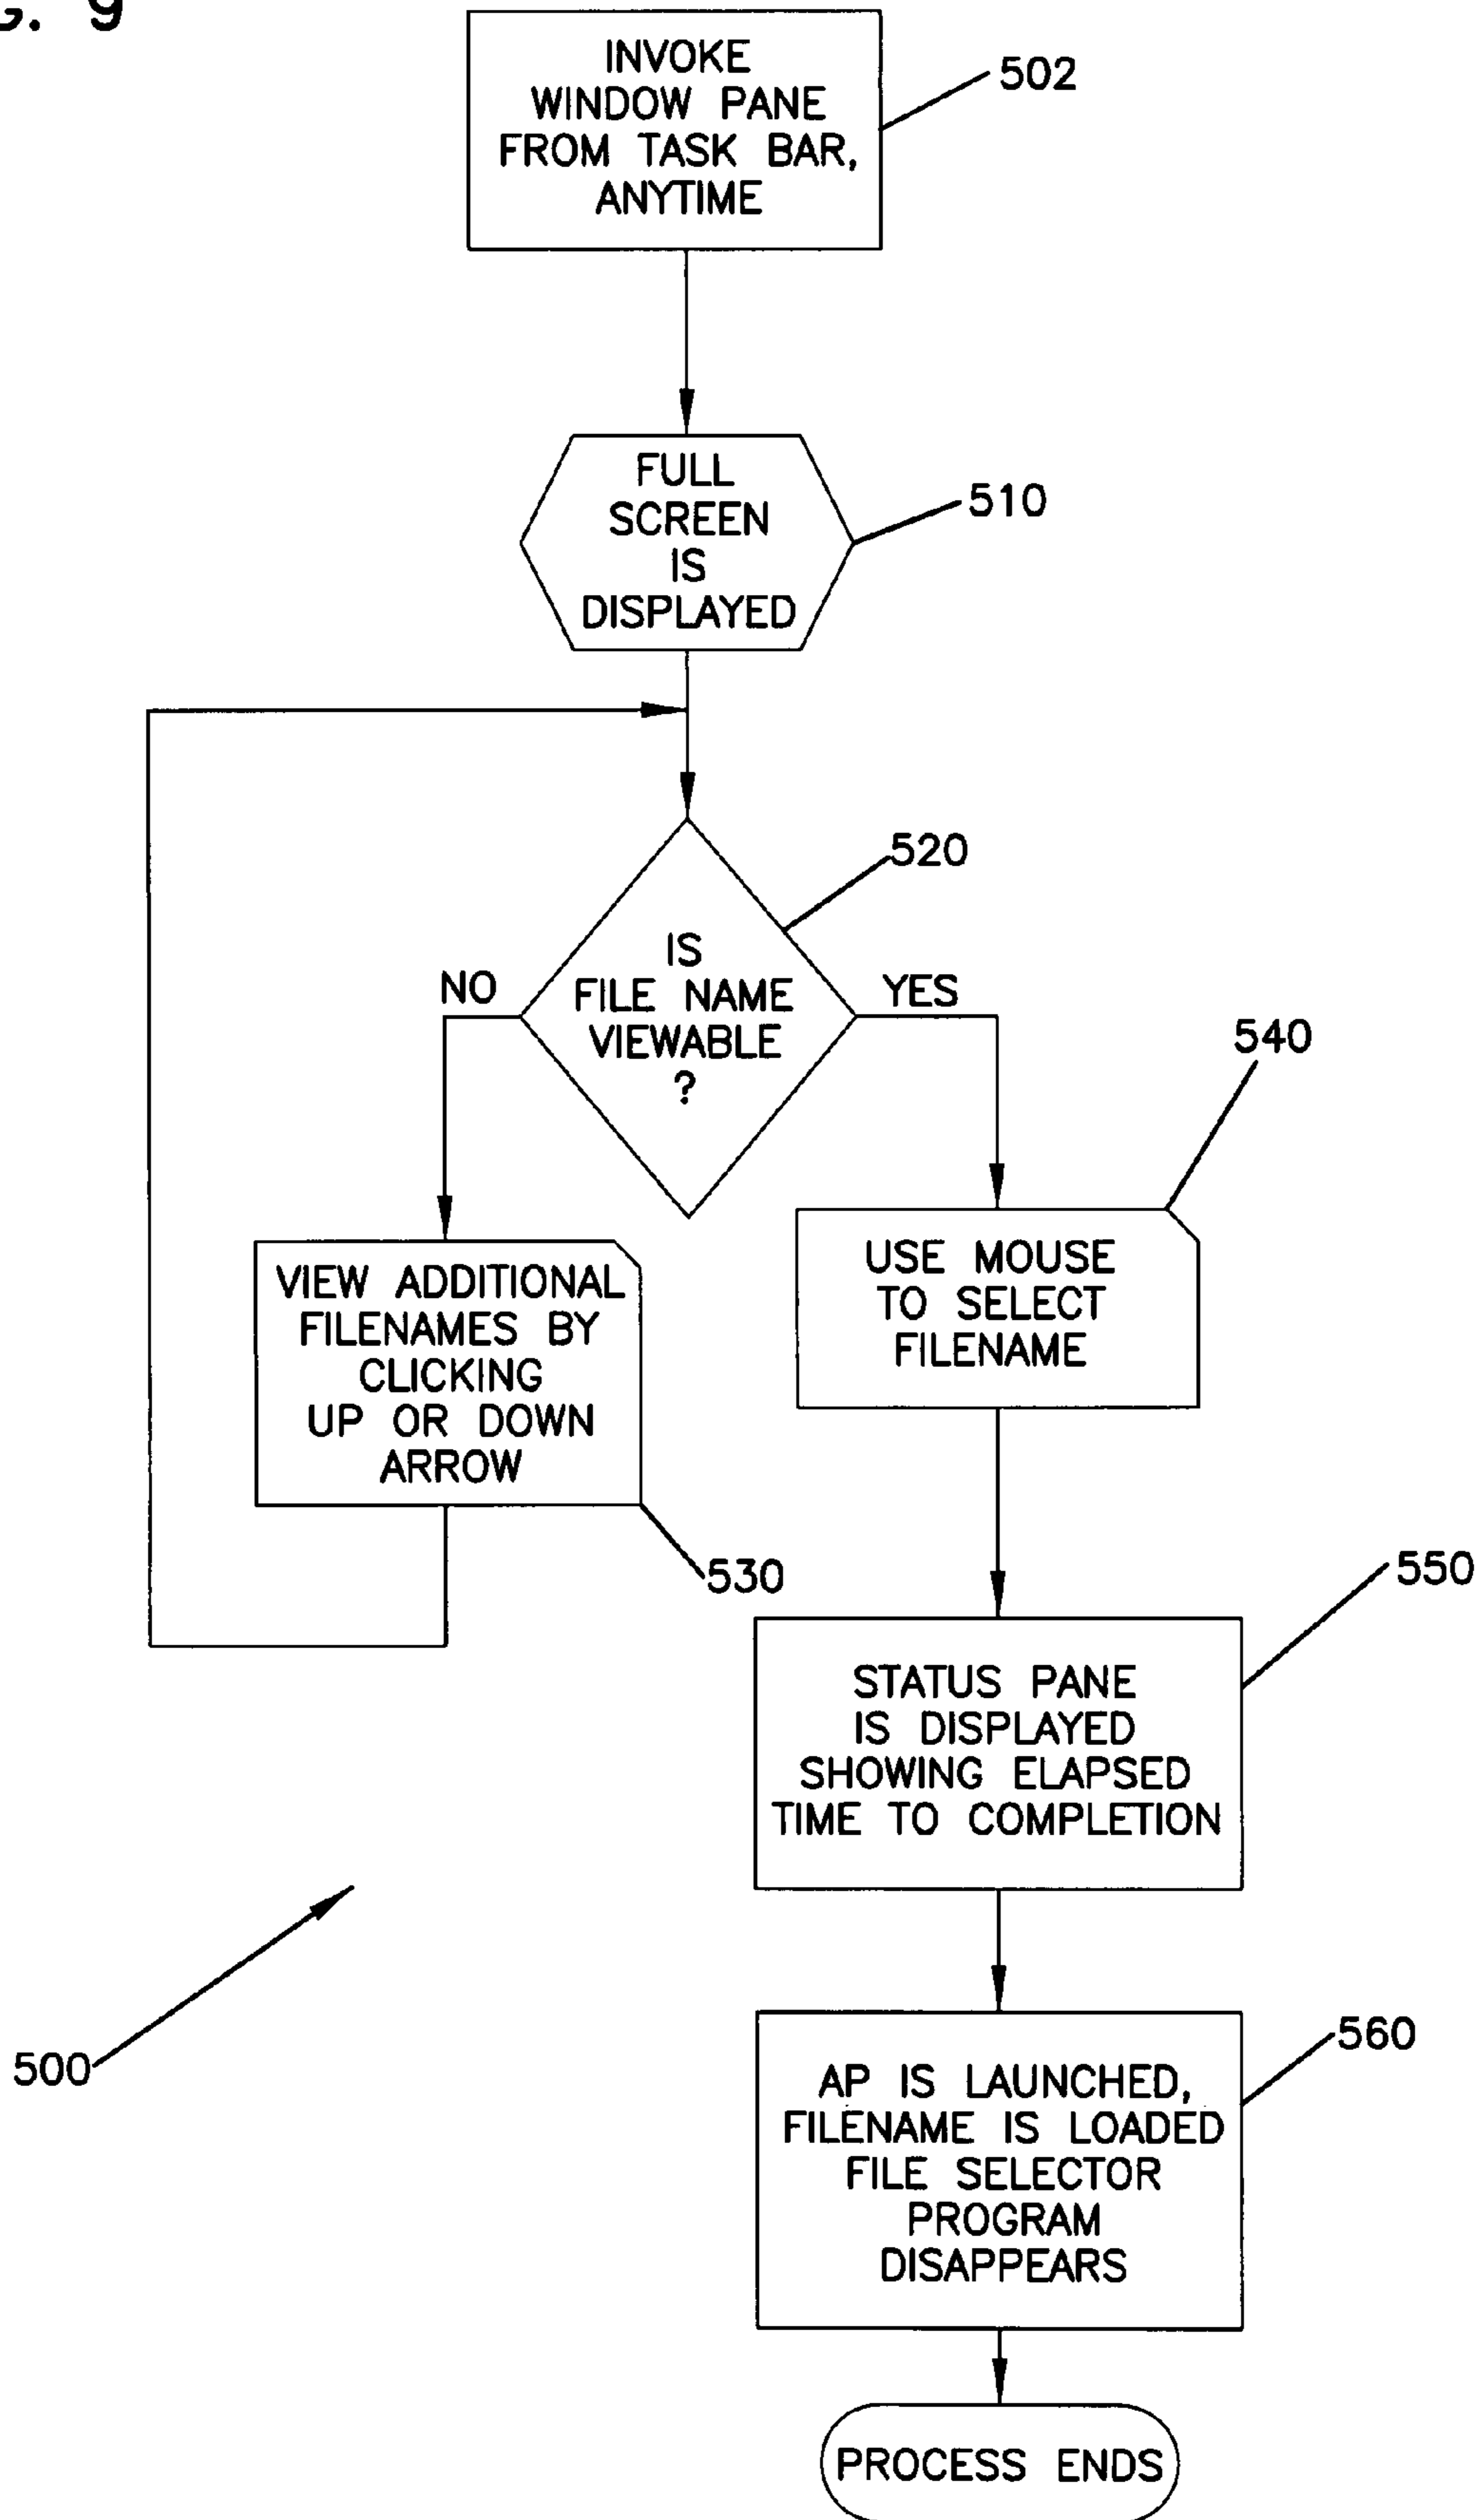 9
INVOKE
WINDOW PANE
FROM TASK BAR,
ANYTIME
502
FULL
SCREEN
IS
DISPLAYED
510
520
IS
FILE NAME
VIEWABLE
?
NO
YES
540
USE MOUSE
TO SELECT
FILENAME
VIEW ADDITIONAL
FILENAMES BY
CLICKING
UP OR DOWN
ARROW
530
550
STATUS PANE
IS DISPLAYED
SHOWING ELAPSED
TIME TO COMPLETION
500
560
AP IS LAUNCHED,
FILENAME IS LOADED
FILE SELECTOR
PROGRAM
DISAPPEARS
PROCESS ENDS